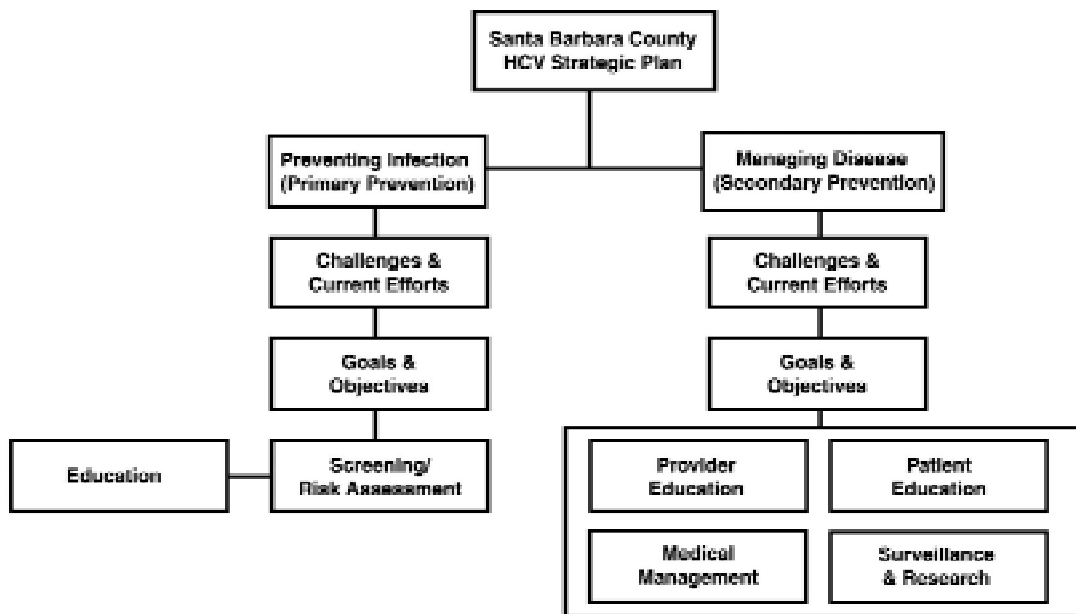 Santa Barbara County
HCV Strategic Plan
Preventing Infection
(Primary Prevention)
Managing Disease
(Secondary Prevention)
Challenges &
Current Efforts
Challenges &
Current Efforts
Goals &
Objectives
Goals &
Objectives
Education
Screening/
Risk Assessment
Provider
Education
Patient
Education
Medical
Management
Surveillance
& Research